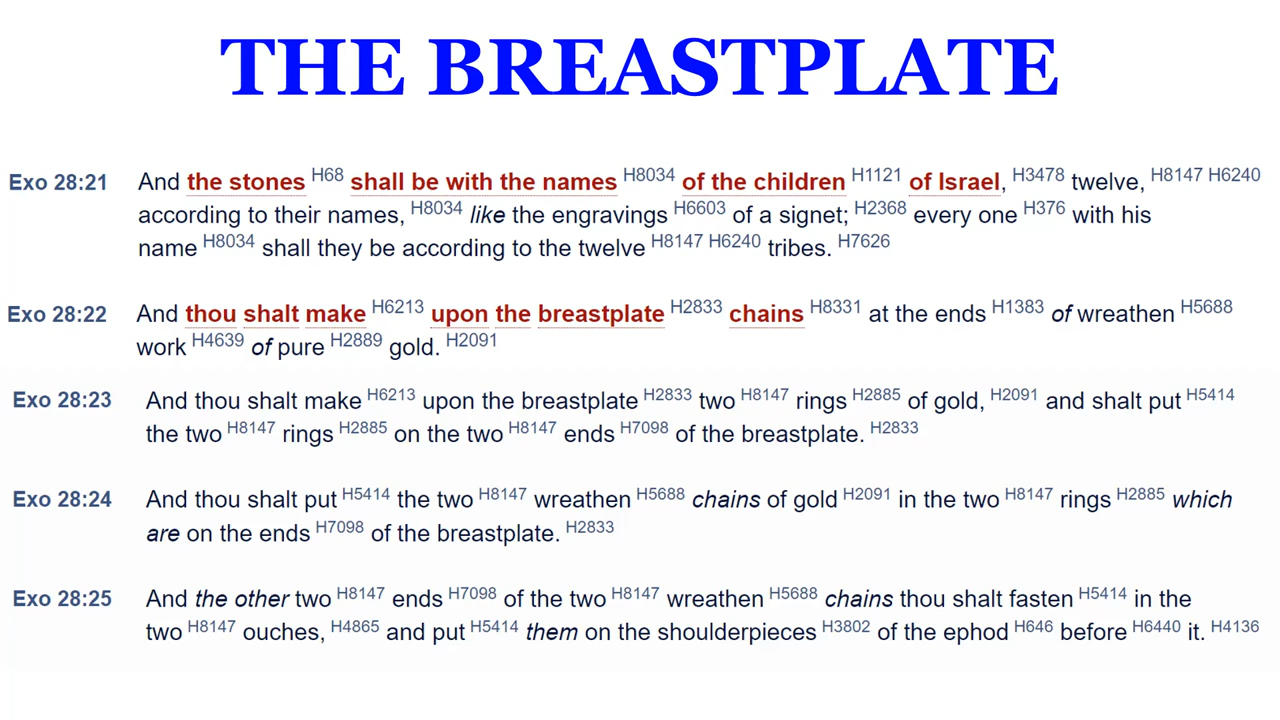 THE BREASTPLATE
Exo 28:21 And the stones H68 shall be with the names H8034 of the children H1121 of Israel, H3478 twelve, H8147 H6240
according to their names, H8034 like the engravings H6603 of a signet; H2368 every one H376 with his
name H8034 shall they be according to the twelve H8147 H6240 tribes. H7626
Exo 28:22 And thou shalt make H6213 upon the breastplate H2833 chains H8331 at the ends H1383 of wreathen H5688
work H4639 of pure H2889 gold. H2091
Exo 28:23 And thou shalt make H6213 upon the breastplate H2833 two H8147 rings H2885 of gold, H2091 and shalt put H5414
the two H8147 rings H2885 on the two H8147 ends H7098 of the breastplate. H2833
Exo 28:24 And thou shalt put H5414 the two H8147 wreathen H5688 chains of gold H2091 in the two H8147 rings H2885 which
are on the ends H7098 of the breastplate. H2833
Exo 28:25 And the other two H8147 ends H7098 of the two H8147 wreathen H5688 chains thou shalt fasten H5414 in the
two H8147 ouches, H4865 and put H5414 them on the shoulderpieces H3802 of the ephod H646 before H6440 it. H4136